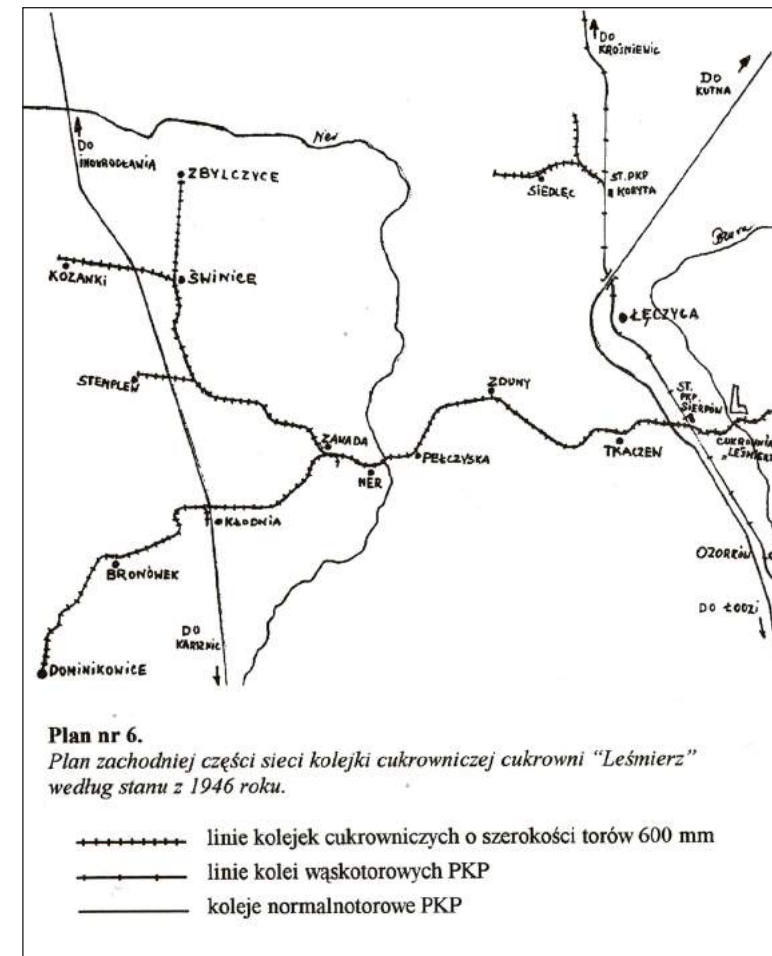 DO
KROŚNIEWIC
DO
KUTNA
Ner
DO
INOWROCŁAWIA
ZBYLCZYCE
SIEDLEC
ST. PKP
KORYTA
Bzura
KOZANKI
ŚWINICE
ŁĘCZYCA
STEMPLEW
ZDUNY
ST.
PKP
SIERPÓW
ZAWADA
PEŁCZYSKA
NER
TKACZEW
CUKROWNIA
"LEŚMIERZ"
KŁODNIA
BRONÓWEK
OZORKÓW
DO ŁODZI
DO
KARSZNIC
DOMINIKOWICE
Plan nr 6.
Plan zachodniej części sieci kolejki cukrowniczej cukrowni “Leśmierz”
według stanu z 1946 roku.
linie kolejek cukrowniczych o szerokości torów 600 mm
linie kolei wąskotorowych PKP
koleje normalnotorowe PKP